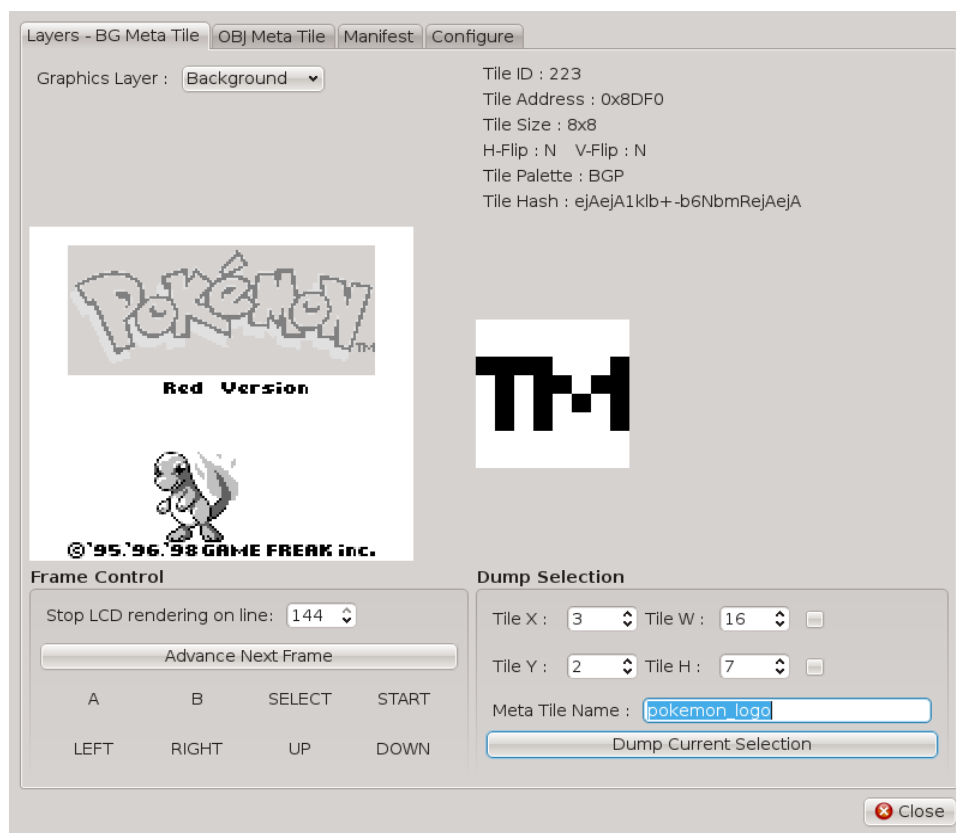 Layers - BG Meta Tile OBJ Meta Tile Manifest Configure
Graphics Layer : Background
Tile ID : 223
Tile Address : 0x8DF0
Tile Size : 8x8
H-Flip : N V-Flip : N
Tile Palette : BGP
Tile Hash : ejAejA1klb+-b6NbmRejAejA
POKéMON TM
Red Version
©'95.'96.'98 GAME FREAK inc.
TM
Frame Control
Stop LCD rendering on line: 144
Advance Next Frame
A B SELECT START
LEFT RIGHT UP DOWN
Dump Selection
Tile X : 3 Tile W : 16
Tile Y : 2 Tile H : 7
Meta Tile Name : pokemon_logo
Dump Current Selection
Close